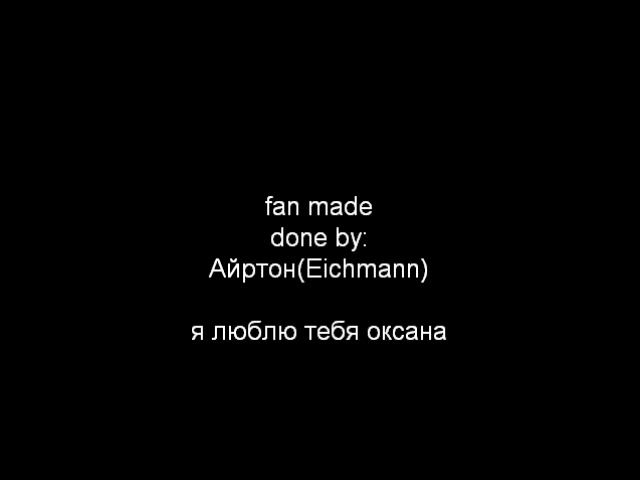 fan made
done by:
Айртон(Eichmann)
я люблю тебя оксана